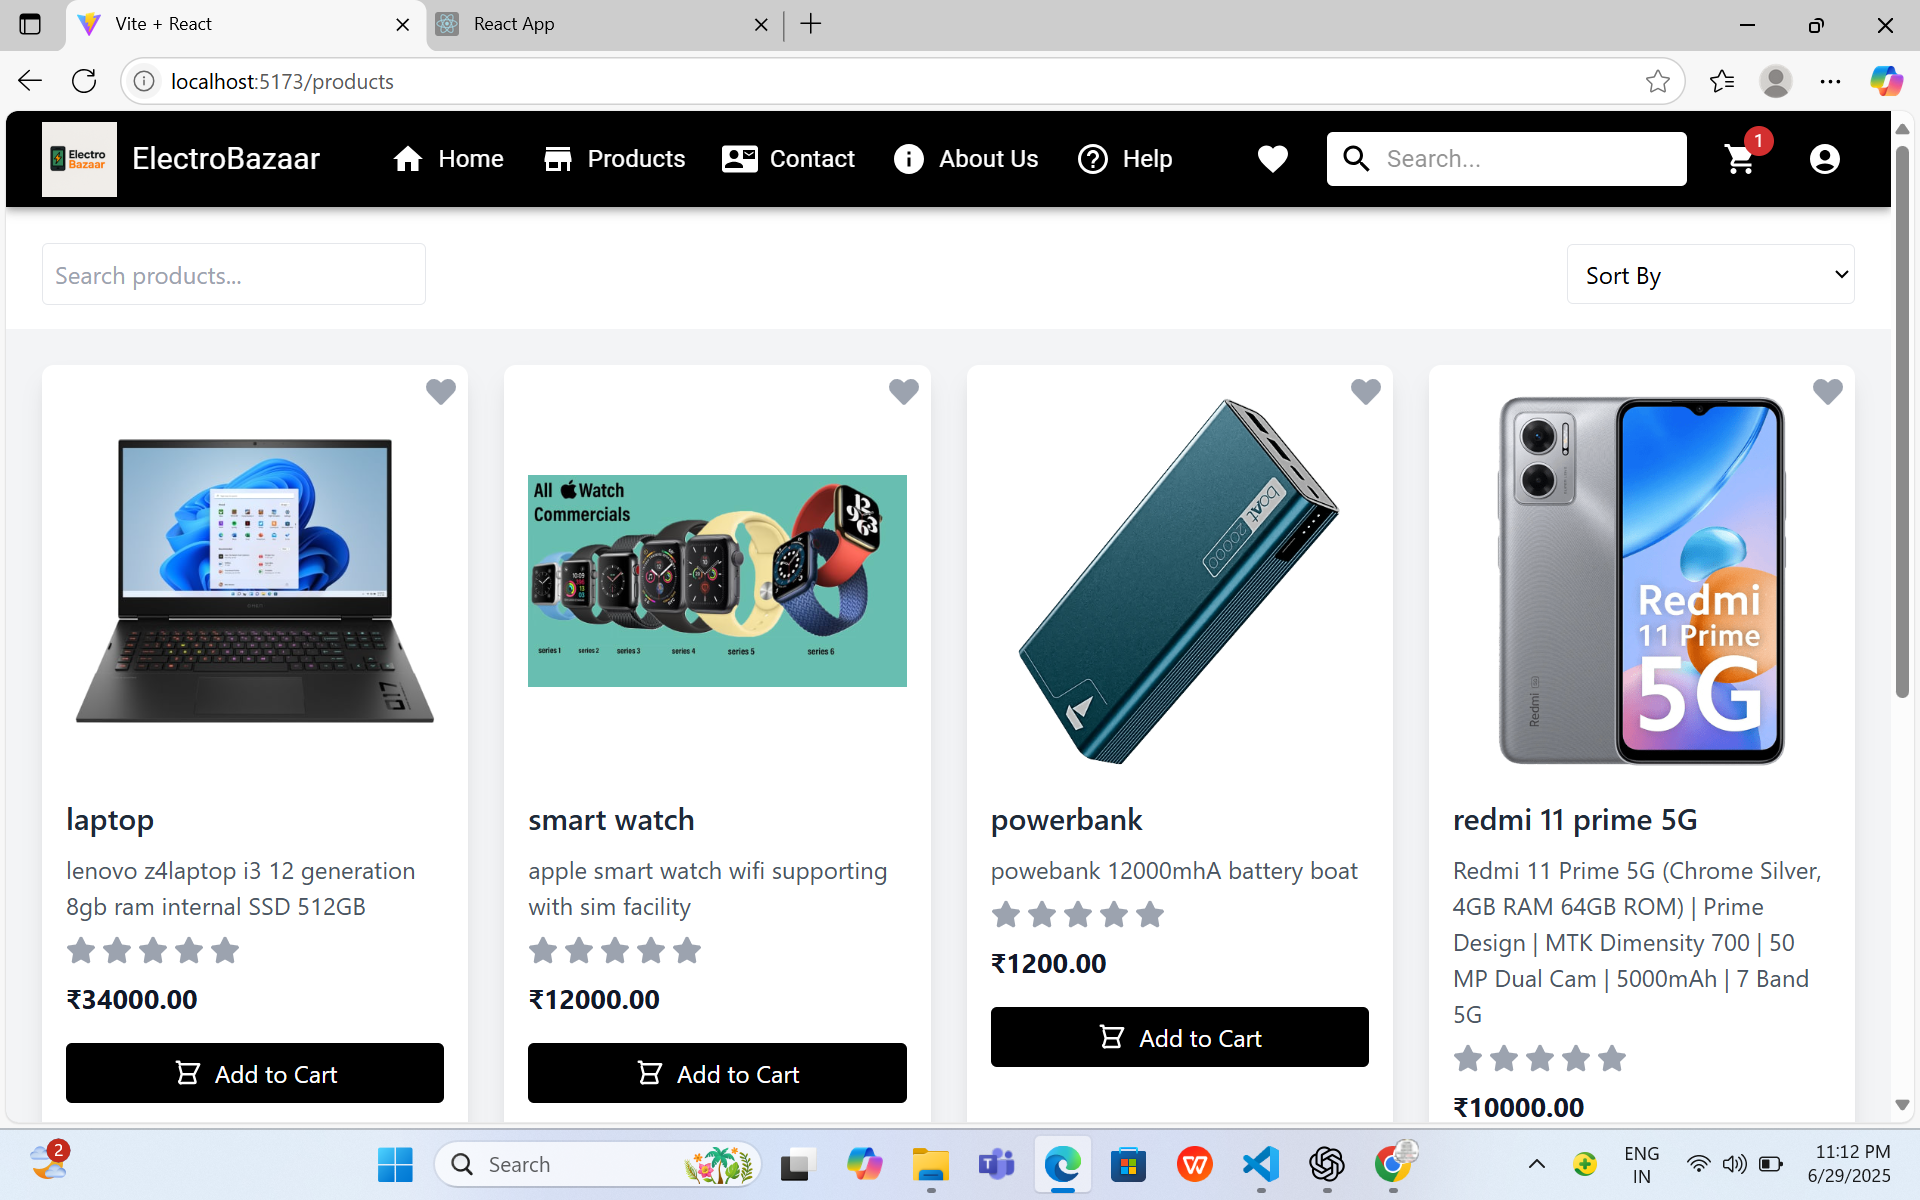 Vite + React
React App
localhost:5173/products
Electro
Bazaar
ElectroBazaar
Home
Products
Contact
About Us
Help
Search...
1
Search products...
Sort By
All Watch
Commercials
series 1
series 2
series 3
series 4
series 5
series 6
boAt
20000
Redmi
Redmi
11 Prime
5G
laptop
lenovo z4laptop i3 12 generation
8gb ram internal SSD 512GB
₹34000.00
Add to Cart
smart watch
apple smart watch wifi supporting
with sim facility
₹12000.00
Add to Cart
powerbank
powebank 12000mhA battery boat
₹1200.00
Add to Cart
redmi 11 prime 5G
Redmi 11 Prime 5G (Chrome Silver,
4GB RAM 64GB ROM) | Prime
Design | MTK Dimensity 700 | 50
MP Dual Cam | 5000mAh | 7 Band
5G
₹10000.00
2
Search
ENG
IN
11:12 PM
6/29/2025